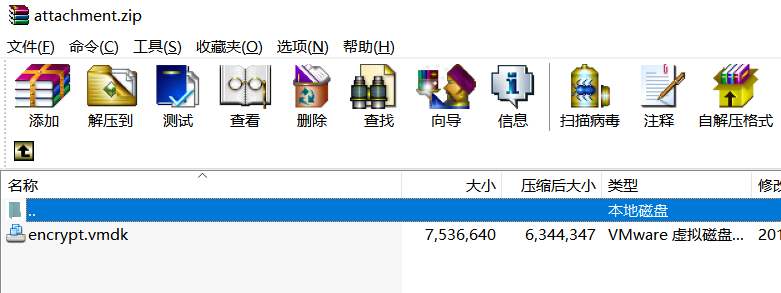 attachment.zip
文件(F) 命令(C) 工具(S) 收藏夹(O) 选项(N) 帮助(H)
添加 解压到 测试 查看 删除 查找 向导 信息 扫描病毒 注释 自解压格式
名称 大小 压缩后大小 类型 修改
.. 本地磁盘
encrypt.vmdk 7,536,640 6,344,347 VMware 虚拟磁盘... 201